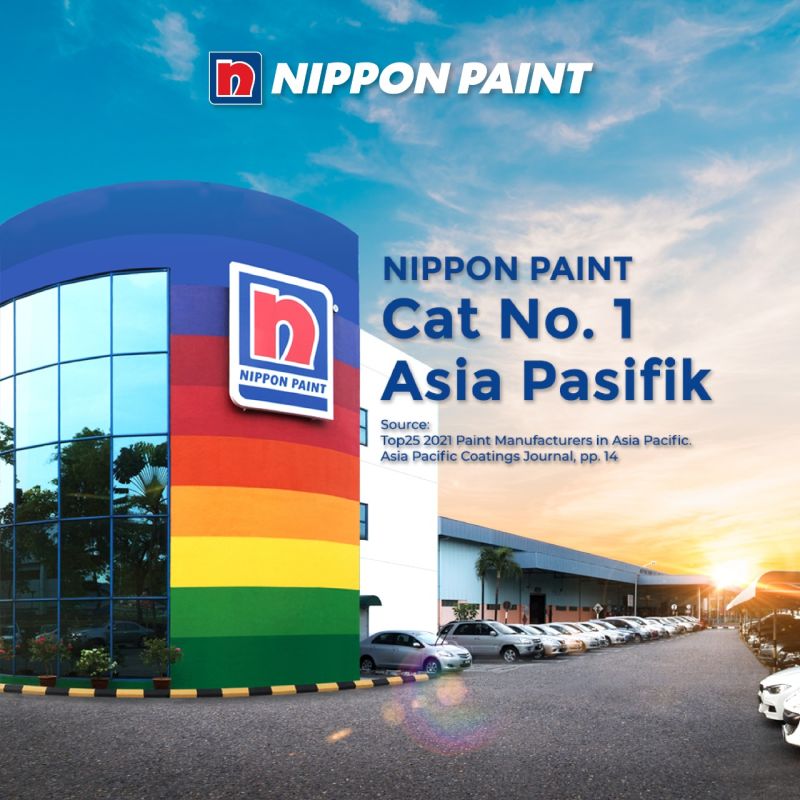 n NIPPON PAINT
n
NIPPON PAINT
NIPPON PAINT
Cat No. 1
Asia Pasifik
Source:
Top25 2021 Paint Manufacturers in Asia Pacific.
Asia Pacific Coatings Journal, pp. 14